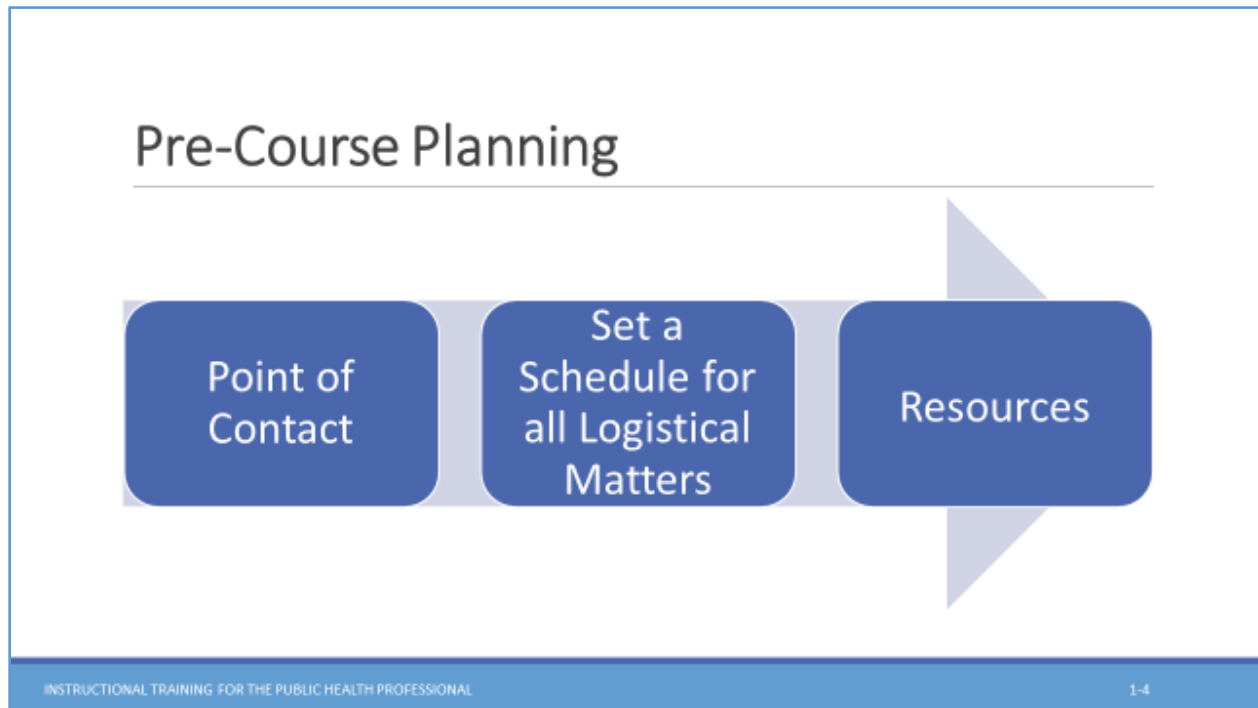 Pre-Course Planning
Point of
Contact
Set a
Schedule for
all Logistical
Matters
Resources
INSTRUCTIONAL TRAINING FOR THE PUBLIC HEALTH PROFESSIONAL
1-4